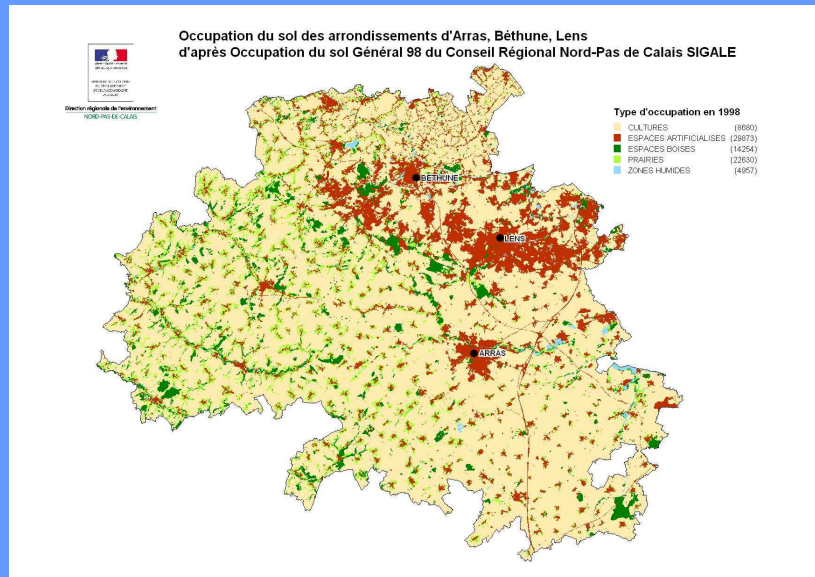 Occupation du sol des arrondissements d'Arras, Béthune, Lens
d'après Occupation du sol Général 98 du Conseil Régional Nord-Pas de Calais SIGALE
Direction régionale de l'environnement
NORD-PAS-DE-CALAIS
Type d'occupation en 1998
CULTURES (8680)
ESPACES ARTIFICIALISES (29873)
ESPACES BOISES (14254)
PRAIRIES (22630)
ZONES HUMIDES (4957)
BETHUNE
LENS
ARRAS